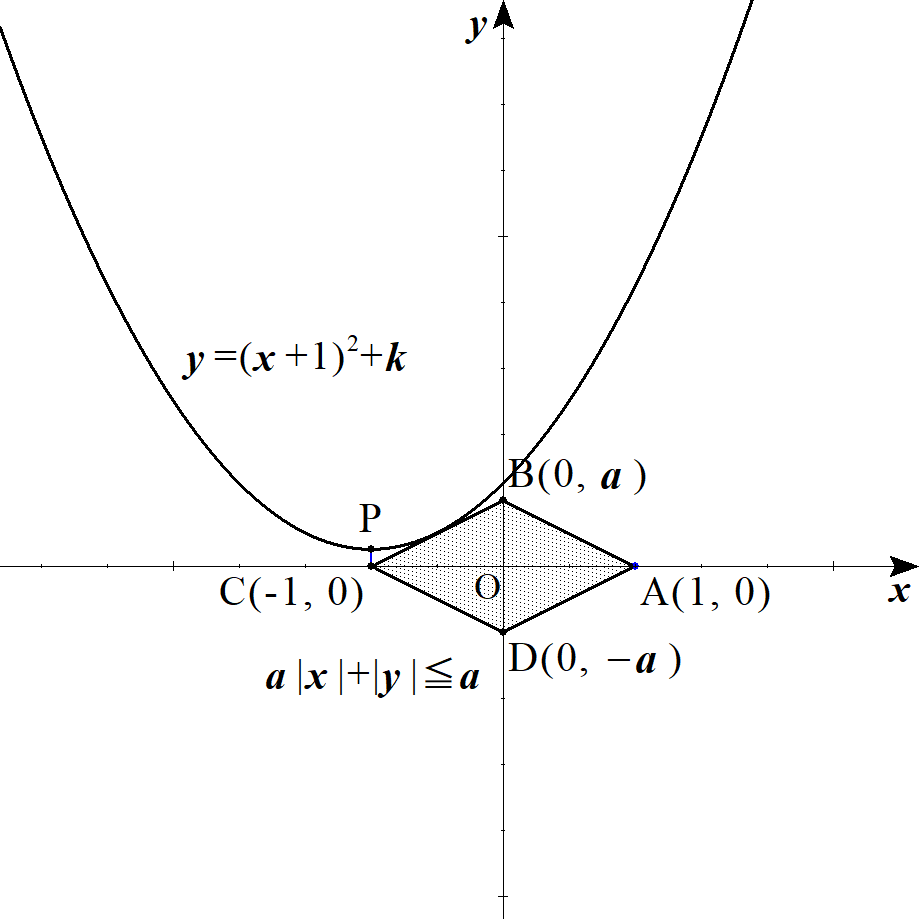 y
y =(x +1)²+k
B(0, a )
P
C(-1, 0)
O
A(1, 0)
x
D(0, −a )
a |x |+|y |≦a